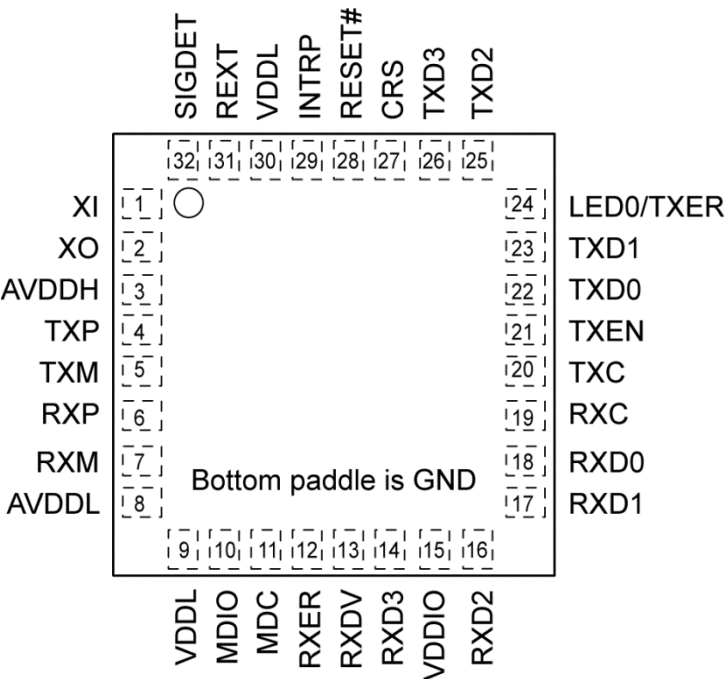 SIGDET
REXT
VDDL
INTRP
RESET#
CRS
TXD3
TXD2
32 31 30 29 28 27 26 25
XI 1 24 LED0/TXER
XO 2 23 TXD1
AVDDH 3 22 TXD0
TXP 4 21 TXEN
TXM 5 20 TXC
RXP 6 19 RXC
RXM 7 18 RXD0
AVDDL 8 17 RXD1
Bottom paddle is GND
9 10 11 12 13 14 15 16
VDDL
MDIO
MDC
RXER
RXDV
RXD3
VDDIO
RXD2